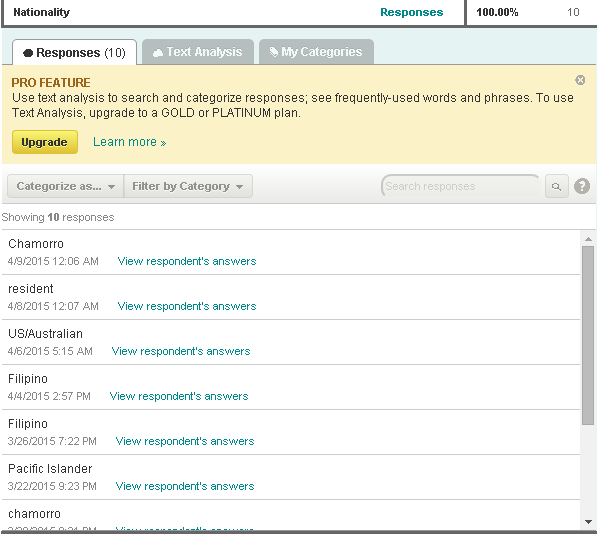 Nationality Responses 100.00% 10
Responses (10) Text Analysis My Categories
PRO FEATURE
Use text analysis to search and categorize responses; see frequently-used words and phrases. To use
Text Analysis, upgrade to a GOLD or PLATINUM plan.
Upgrade Learn more »
Categorize as... Filter by Category Search responses ?
Showing 10 responses
Chamorro
4/9/2015 12:06 AM View respondent's answers
resident
4/8/2015 12:07 AM View respondent's answers
US/Australian
4/6/2015 5:15 AM View respondent's answers
Filipino
4/4/2015 2:57 PM View respondent's answers
Filipino
3/26/2015 7:22 PM View respondent's answers
Pacific Islander
3/22/2015 9:23 PM View respondent's answers
chamorro
View respondent's answers